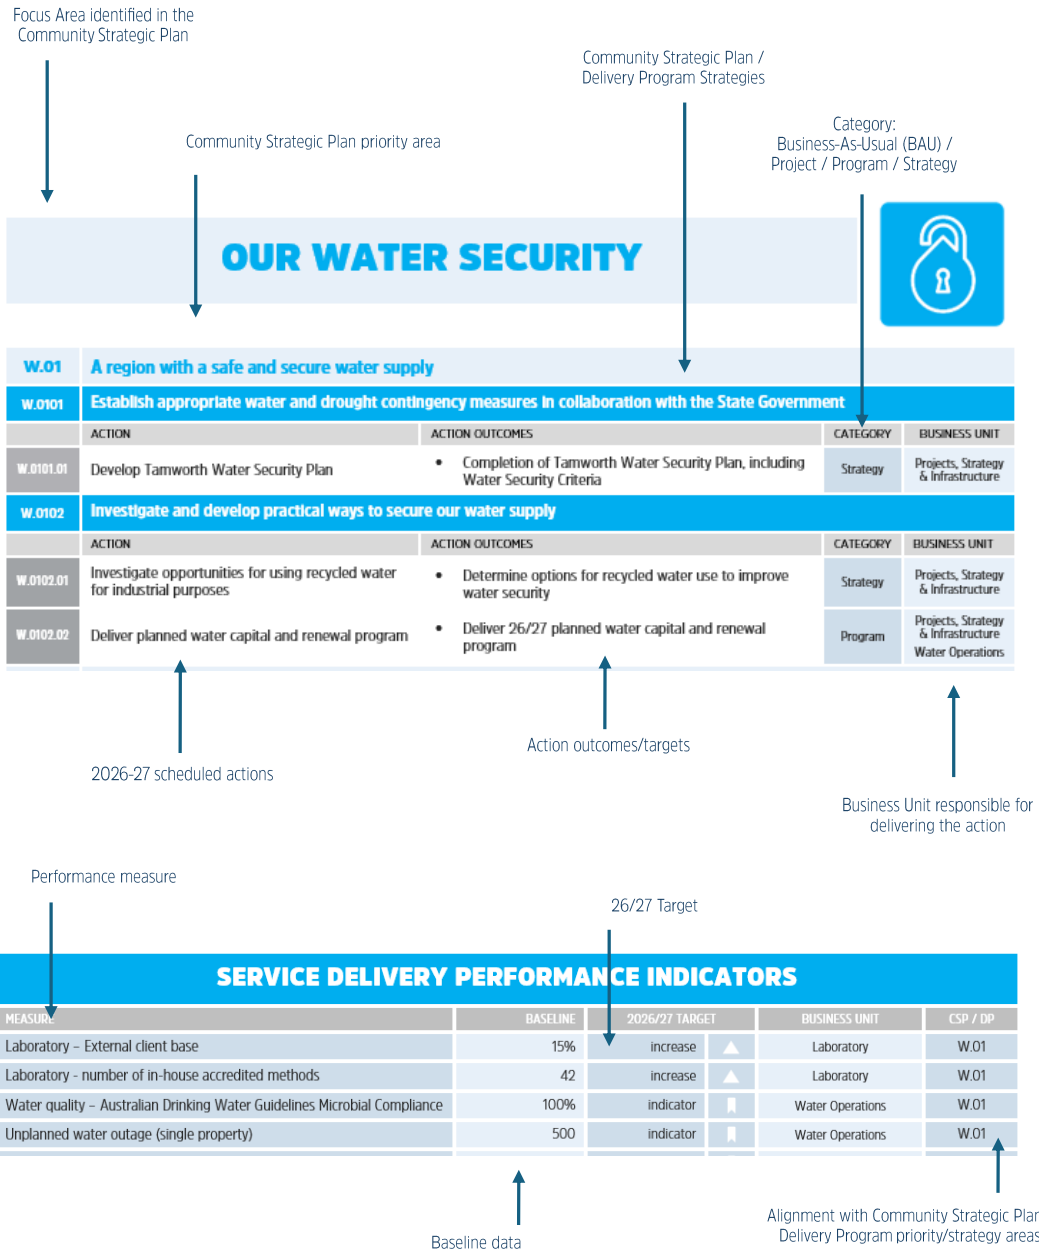 Focus Area identified in the
Community Strategic Plan
Community Strategic Plan /
Delivery Program Strategies
Community Strategic Plan priority area
Category:
Business-As-Usual (BAU) /
Project / Program / Strategy
OUR WATER SECURITY
W.01 A region with a safe and secure water supply
W.0101 Establish appropriate water and drought contingency measures in collaboration with the State Government
ACTION ACTION OUTCOMES CATEGORY BUSINESS UNIT
W.0101.01 Develop Tamworth Water Security Plan • Completion of Tamworth Water Security Plan, including Water Security Criteria Strategy Projects, Strategy & Infrastructure
W.0102 Investigate and develop practical ways to secure our water supply
ACTION ACTION OUTCOMES CATEGORY BUSINESS UNIT
W.0102.01 Investigate opportunities for using recycled water for industrial purposes • Determine options for recycled water use to improve water security Strategy Projects, Strategy & Infrastructure
W.0102.02 Deliver planned water capital and renewal program • Deliver 26/27 planned water capital and renewal program Program Projects, Strategy & Infrastructure Water Operations
Action outcomes/targets
2026-27 scheduled actions
Business Unit responsible for
delivering the action
Performance measure
26/27 Target
SERVICE DELIVERY PERFORMANCE INDICATORS
MEASURE BASELINE 2026/27 TARGET BUSINESS UNIT CSP / DP
Laboratory – External client base 15% increase Laboratory W.01
Laboratory - number of in-house accredited methods 42 increase Laboratory W.01
Water quality – Australian Drinking Water Guidelines Microbial Compliance 100% indicator Water Operations W.01
Unplanned water outage (single property) 500 indicator Water Operations W.01
Alignment with Community Strategic Plan
Delivery Program priority/strategy areas
Baseline data